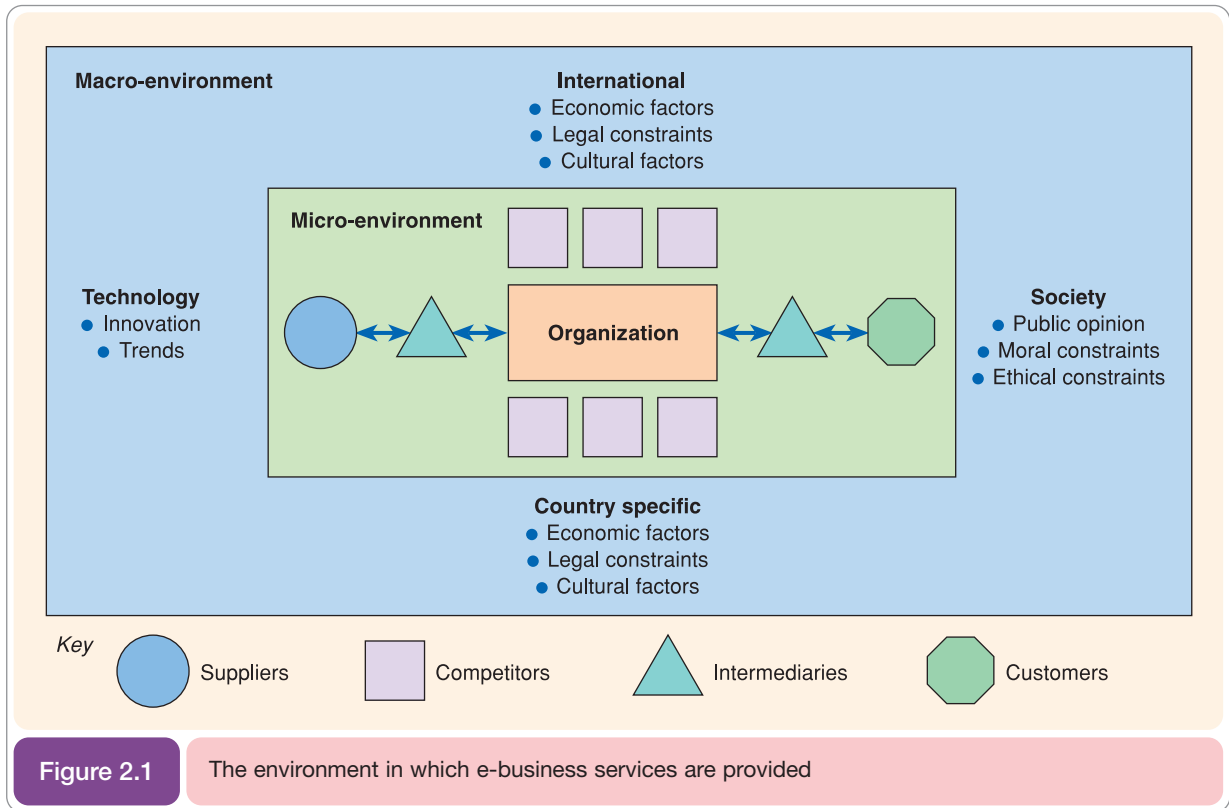 Macro-environment
International
● Economic factors
● Legal constraints
● Cultural factors
Micro-environment
Technology
● Innovation
● Trends
Organization
Society
● Public opinion
● Moral constraints
● Ethical constraints
Country specific
● Economic factors
● Legal constraints
● Cultural factors
Key
Suppliers
Competitors
Intermediaries
Customers
Figure 2.1
The environment in which e-business services are provided